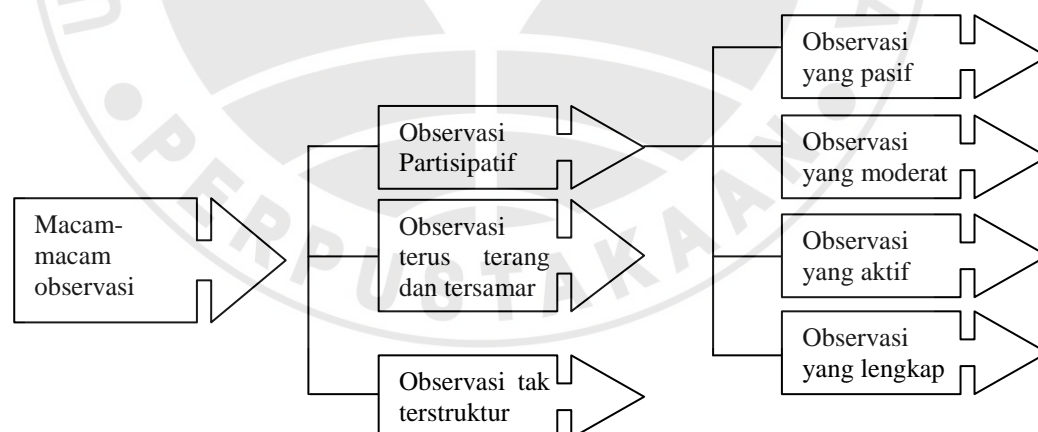 Macam-
macam
observasi
Observasi
Partisipatif
Observasi
terus terang
dan tersamar
Observasi tak
terstruktur
Observasi
yang pasif
Observasi
yang moderat
Observasi
yang aktif
Observasi
yang lengkap
PERPUSTAKAAN